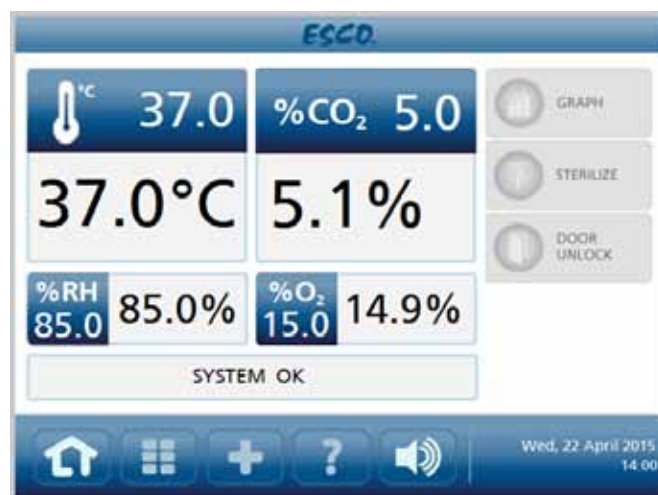 ESCO.
°C 37.0
%CO₂ 5.0
37.0°C
5.1%
GRAPH
STERILIZE
DOOR
UNLOCK
%RH
85.0
85.0%
%O₂
15.0
14.9%
SYSTEM OK
?
Wed, 22 April 2015
14:00